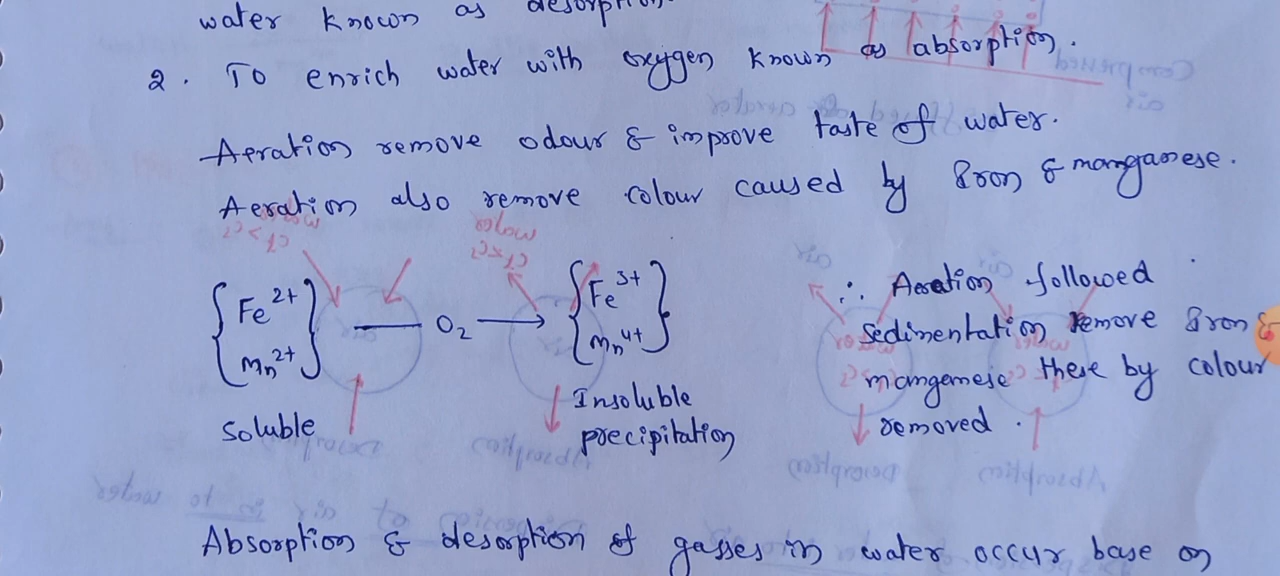 water known as desorption.
2. To enrich water with oxygen known as absorption.
Aeration remove odour & improve taste of water.
Aeration also remove colour caused by Iron & manganese.
{Fe²⁺ Mn²⁺} — O₂ → {Fe³⁺ Mn⁴⁺}
Soluble
Insoluble
precipitation
∴ Aeration followed
sedimentation remove Iron &
mangemese there by colour
removed.
Absorption & desorption of gasses in water occur base on